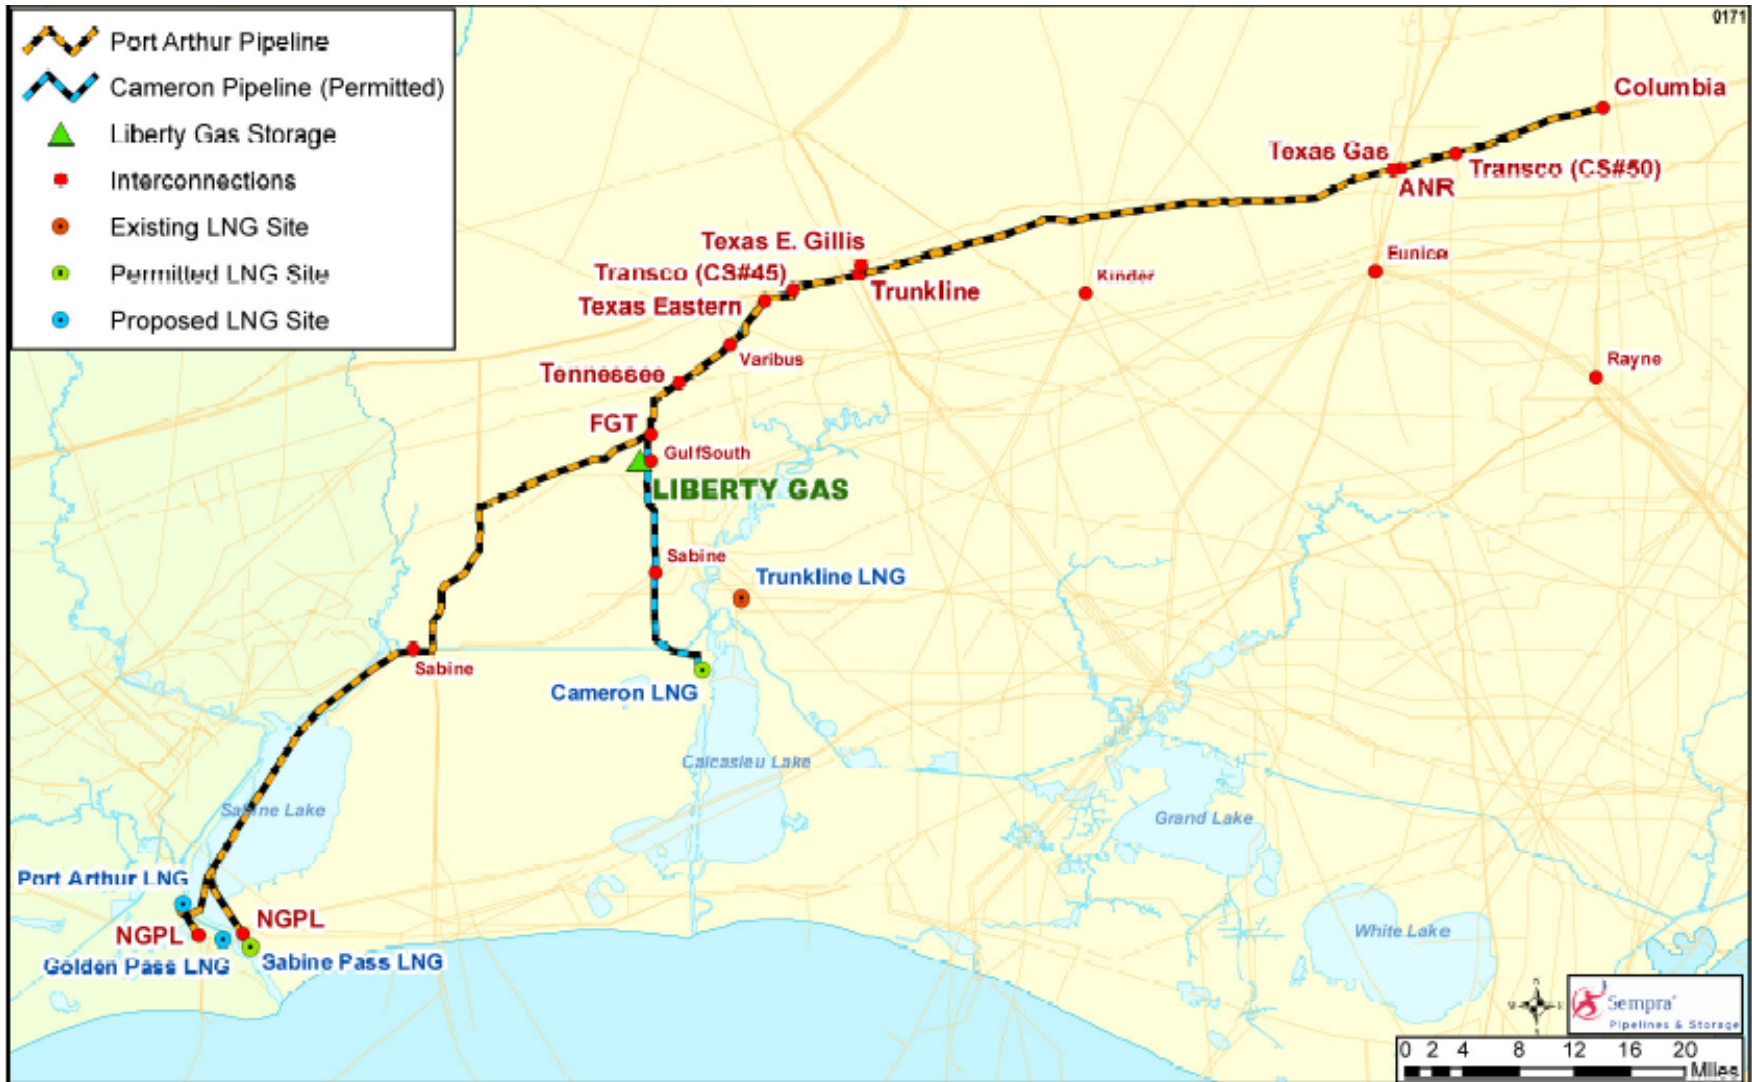 0171
Port Arthur Pipeline
Cameron Pipeline (Permitted)
Liberty Gas Storage
Interconnections
Existing LNG Site
Permitted LNG Site
Proposed LNG Site
Columbia
Texas Gas
Transco (CS#50)
ANR
Texas E. Gillis
Transco (CS#45)
Trunkline
Texas Eastern
Eunice
Kinder
Varibus
Rayne
Tennessee
FGT
GulfSouth
LIBERTY GAS
Sabine
Trunkline LNG
Sabine
Cameron LNG
Calcasieu Lake
Sabine Lake
Grand Lake
Port Arthur LNG
NGPL
NGPL
Golden Pass LNG
Sabine Pass LNG
White Lake
N
W
E
S
Sempra
Pipelines & Storage
0 2 4 8 12 16 20
Miles